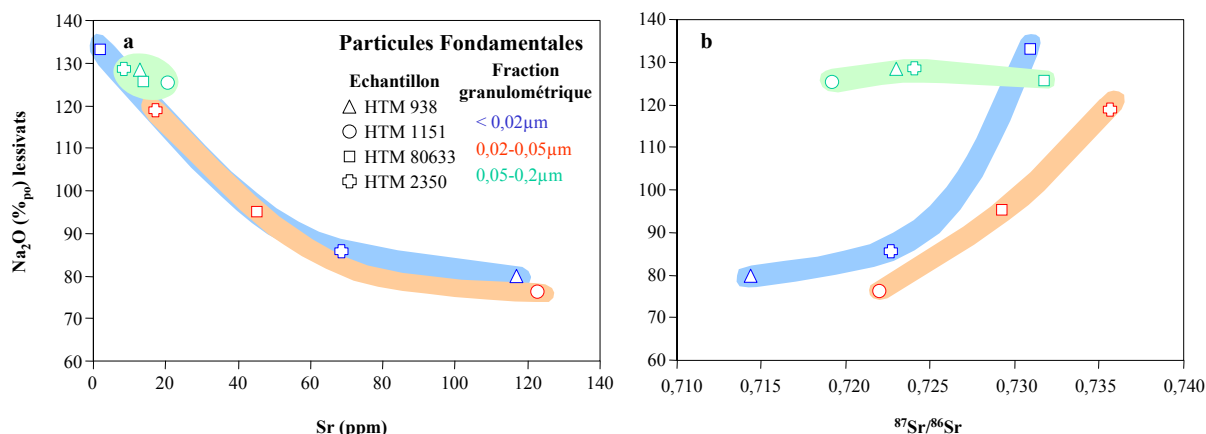 a
Particules Fondamentales
Echantillon
Fraction
granulométrique
HTM 938
< 0,02µm
HTM 1151
0,02-0,05µm
HTM 80633
0,05-0,2µm
HTM 2350
Na2O (%po) lessivats
140
130
120
110
100
90
80
70
60
0
20
40
60
80
100
120
140
Sr (ppm)
b
140
130
120
110
100
90
80
70
60
0,710
0,715
0,720
0,725
0,730
0,735
0,740
87Sr/86Sr